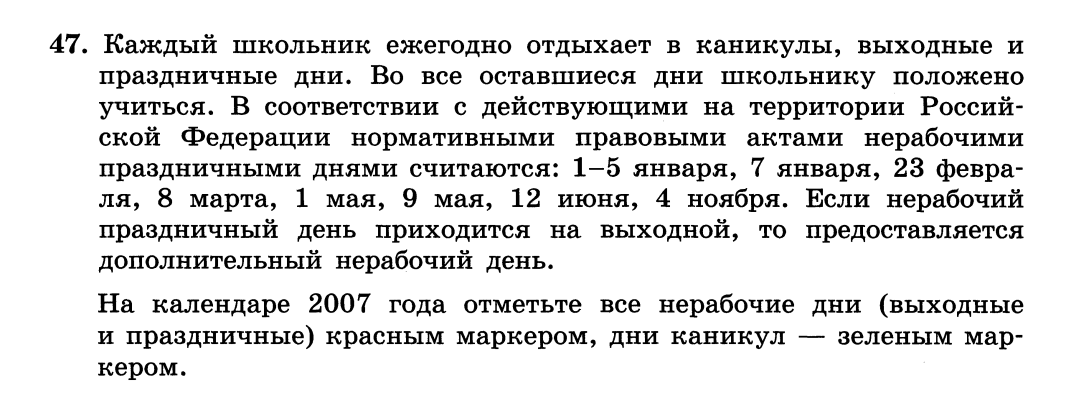 47. Каждый школьник ежегодно отдыхает в каникулы, выходные и
праздничные дни. Во все оставшиеся дни школьнику положено
учиться. В соответствии с действующими на территории Россий-
ской Федерации нормативными правовыми актами нерабочими
праздничными днями считаются: 1–5 января, 7 января, 23 февра-
ля, 8 марта, 1 мая, 9 мая, 12 июня, 4 ноября. Если нерабочий
праздничный день приходится на выходной, то предоставляется
дополнительный нерабочий день.
На календаре 2007 года отметьте все нерабочие дни (выходные
и праздничные) красным маркером, дни каникул — зеленым мар-
кером.